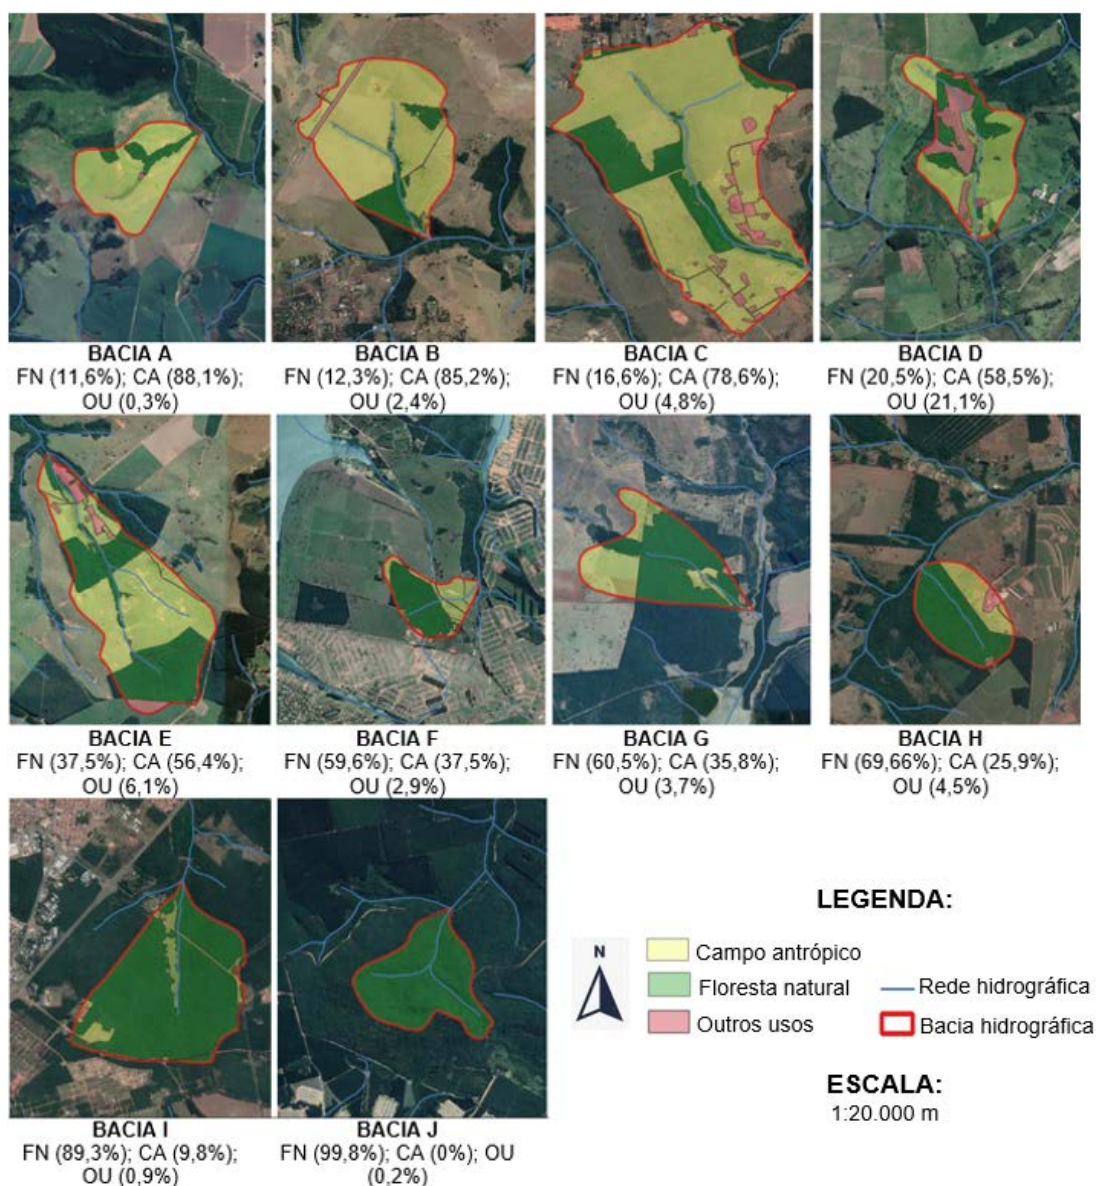 BACIA A
FN (11,6%); CA (88,1%);
OU (0,3%)
BACIA B
FN (12,3%); CA (85,2%);
OU (2,4%)
BACIA C
FN (16,6%); CA (78,6%);
OU (4,8%)
BACIA D
FN (20,5%); CA (58,5%);
OU (21,1%)
BACIA E
FN (37,5%); CA (56,4%);
OU (6,1%)
BACIA F
FN (59,6%); CA (37,5%);
OU (2,9%)
BACIA G
FN (60,5%); CA (35,8%);
OU (3,7%)
BACIA H
FN (69,66%); CA (25,9%);
OU (4,5%)
BACIA I
FN (89,3%); CA (9,8%);
OU (0,9%)
BACIA J
FN (99,8%); CA (0%); OU
(0,2%)
LEGENDA:
N
Campo antrópico
Floresta natural
Rede hidrográfica
Outros usos
Bacia hidrográfica
ESCALA:
1:20.000 m